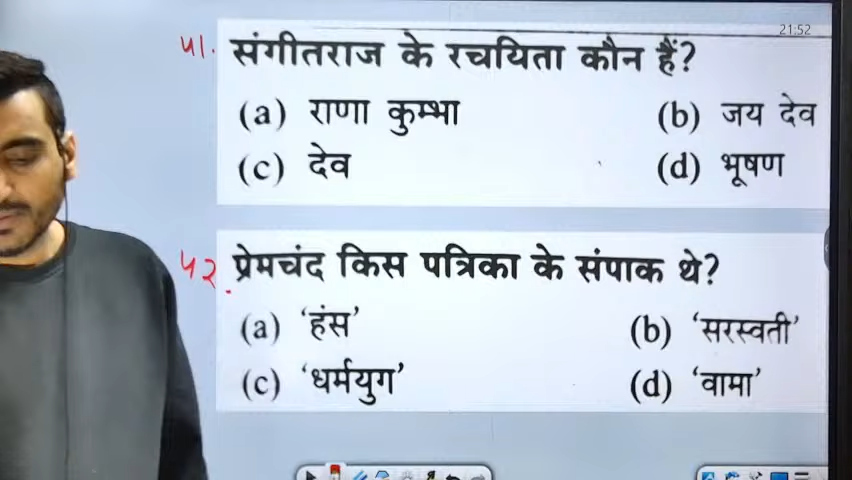 21:52
५१. संगीतराज के रचयिता कौन हैं?
(a) राणा कुम्भा (b) जय देव
(c) देव (d) भूषण
५२. प्रेमचंद किस पत्रिका के संपाक थे?
(a) ‘हंस’ (b) ‘सरस्वती’
(c) ‘धर्मयुग’ (d) ‘वामा’